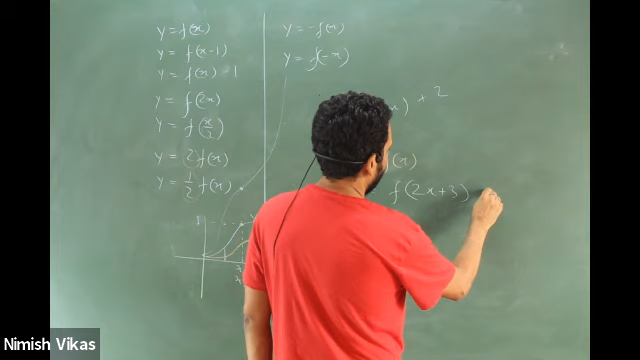 y = f(x)
y = f(x-1)
y = f(x) - 1
y = f(2x)
y = f(x/2)
y = 2f(x)
y = 1/2 f(x)
y = -f(x)
y = f(-x)
x) + 2
(x)
f(2x+3)
Nimish Vikas